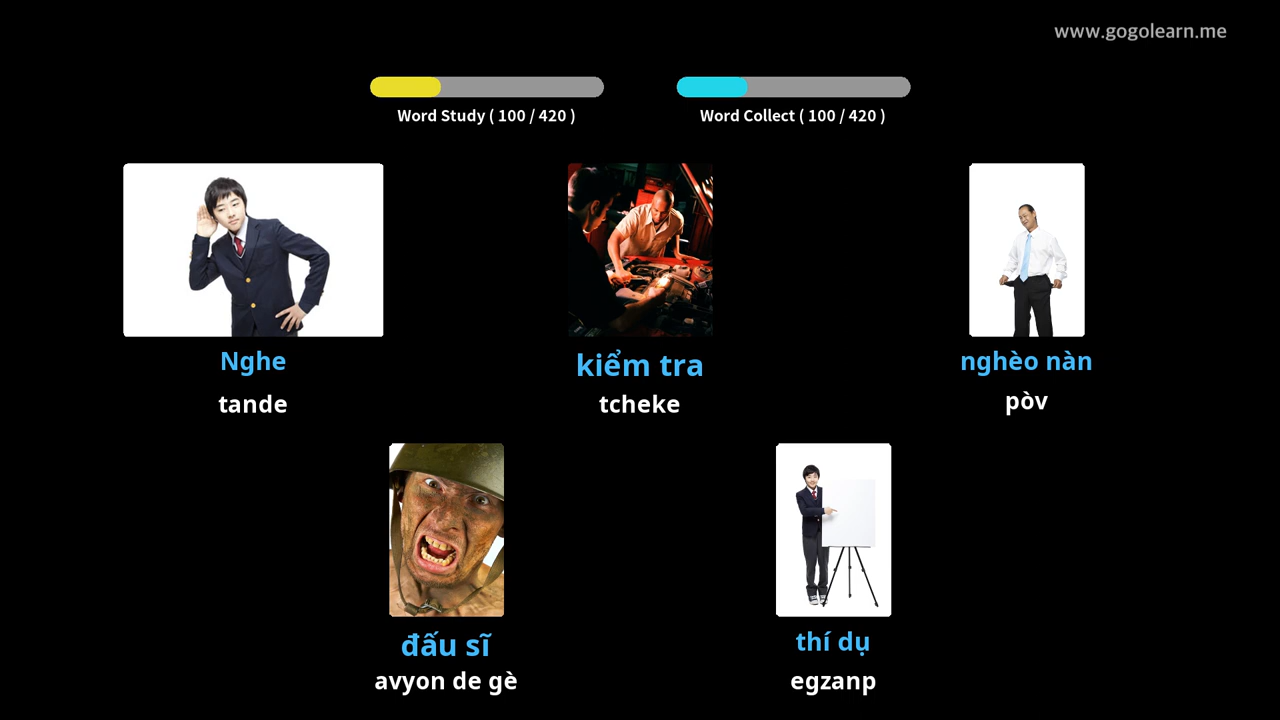 www.gogolearn.me
Word Study ( 100 / 420 )
Word Collect ( 100 / 420 )
Nghe
tande
kiểm tra
tcheke
nghèo nàn
pòv
đấu sĩ
avyon de gè
thí dụ
egzanp